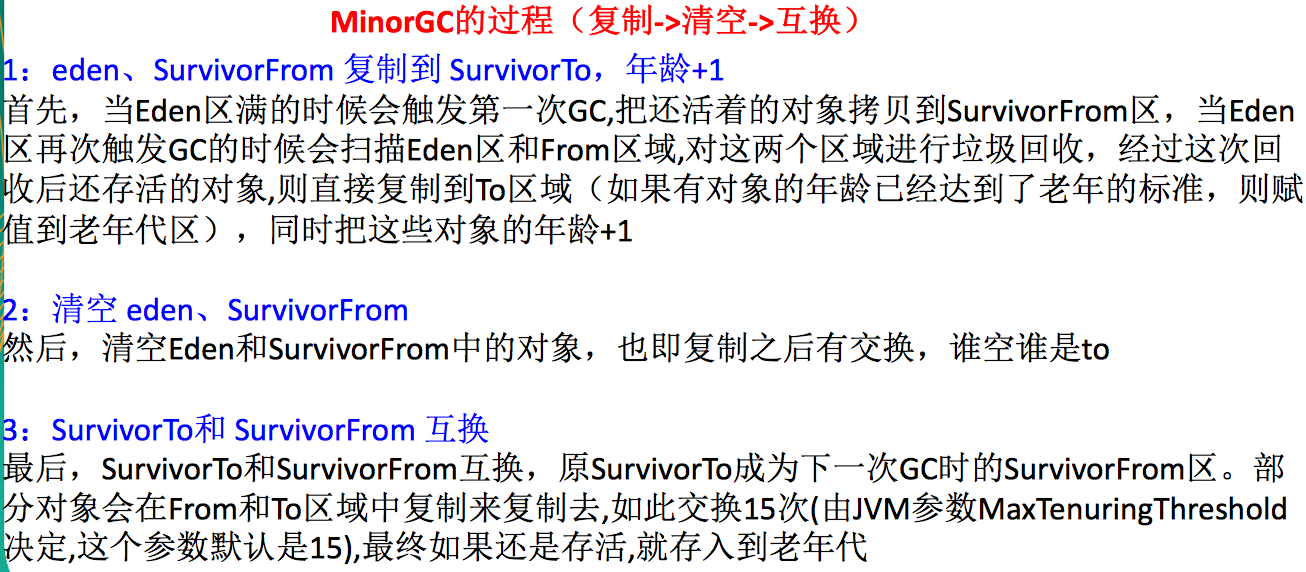 MinorGC的过程（复制->清空->互换）
1：eden、SurvivorFrom 复制到 SurvivorTo，年龄+1
首先，当Eden区满的时候会触发第一次GC,把还活着的对象拷贝到SurvivorFrom区，当Eden
区再次触发GC的时候会扫描Eden区和From区域,对这两个区域进行垃圾回收，经过这次回
收后还存活的对象,则直接复制到To区域（如果有对象的年龄已经达到了老年的标准，则赋
值到老年代区），同时把这些对象的年龄+1
2：清空 eden、SurvivorFrom
然后，清空Eden和SurvivorFrom中的对象，也即复制之后有交换，谁空谁是to
3：SurvivorTo和 SurvivorFrom 互换
最后，SurvivorTo和SurvivorFrom互换，原SurvivorTo成为下一次GC时的SurvivorFrom区。部
分对象会在From和To区域中复制来复制去,如此交换15次(由JVM参数MaxTenuringThreshold
决定,这个参数默认是15),最终如果还是存活,就存入到老年代